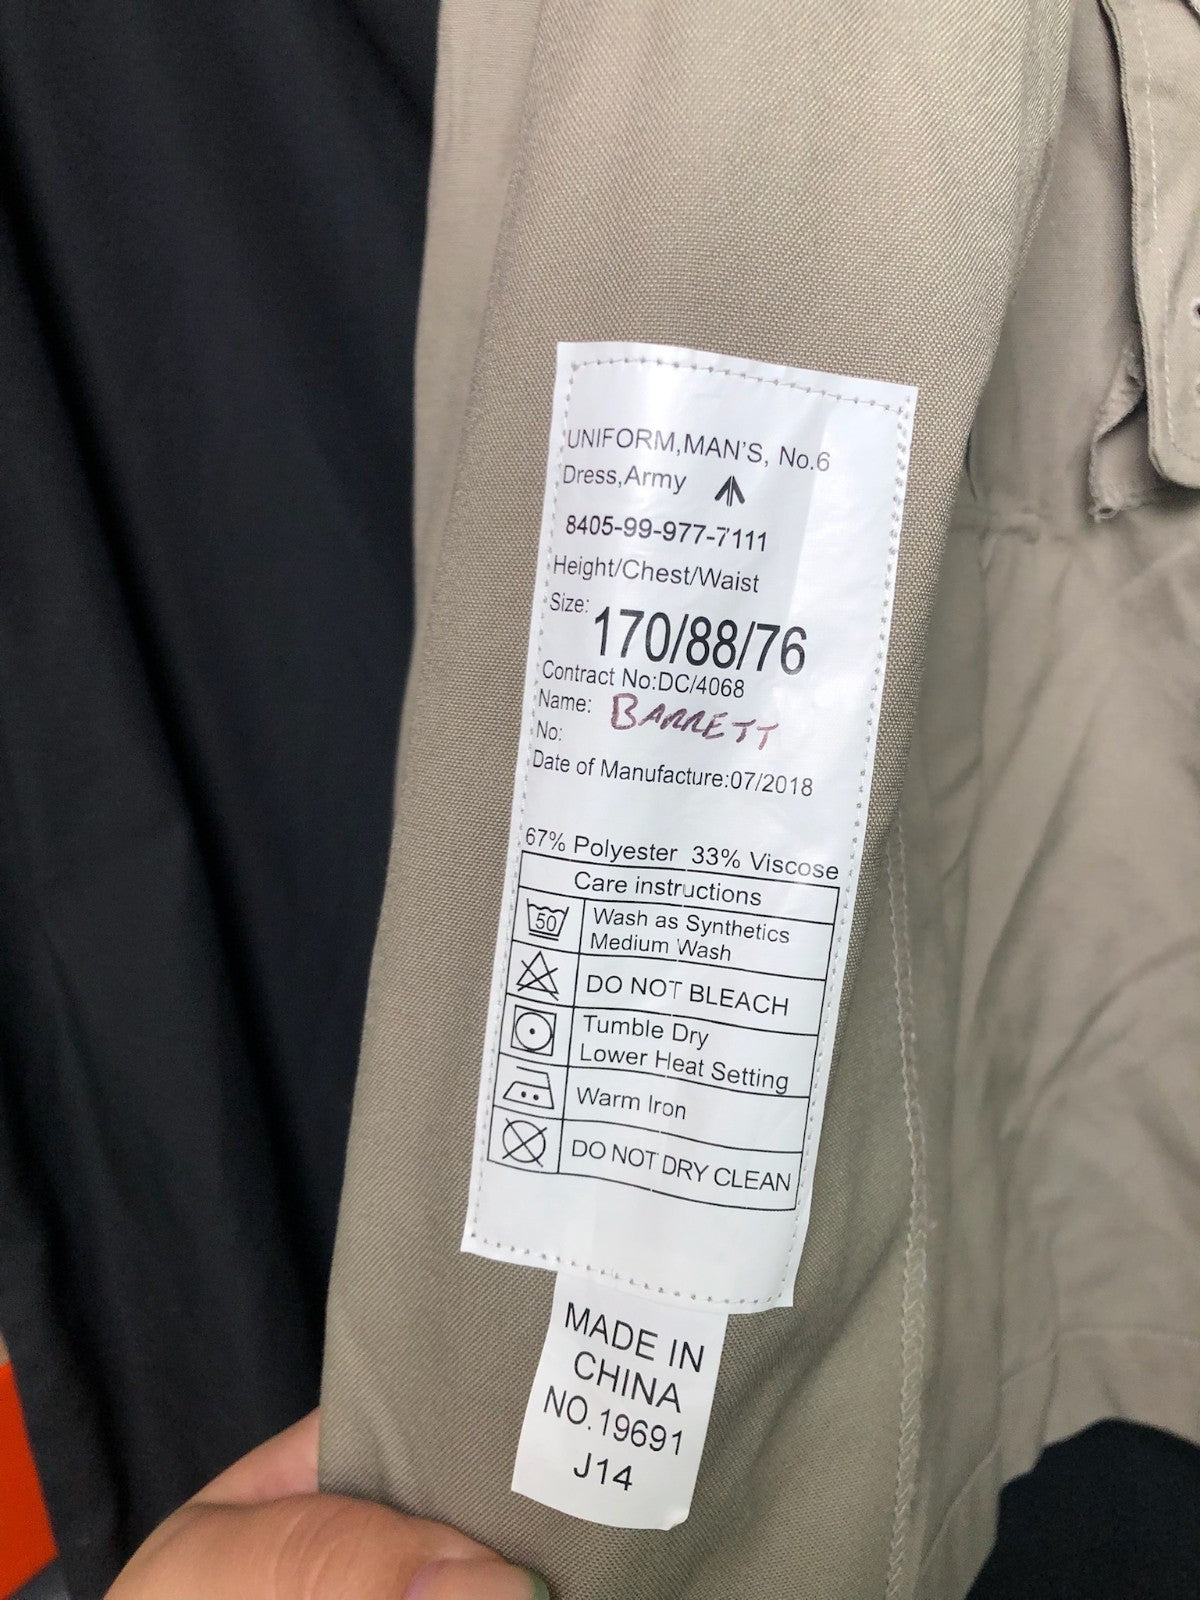 UNIFORM,MAN'S, No.6
Dress,Army
8405-99-977-7111
Height/Chest/Waist
Size: 170/88/76
Contract No:DC/4068
Name: BARRETT
No:
Date of Manufacture:07/2018
67% Polyester 33% Viscose
Care instructions
50 Wash as Synthetics
Medium Wash
DO NOT BLEACH
Tumble Dry
Lower Heat Setting
Warm Iron
DO NOT DRY CLEAN
MADE IN
CHINA
NO.19691
J14